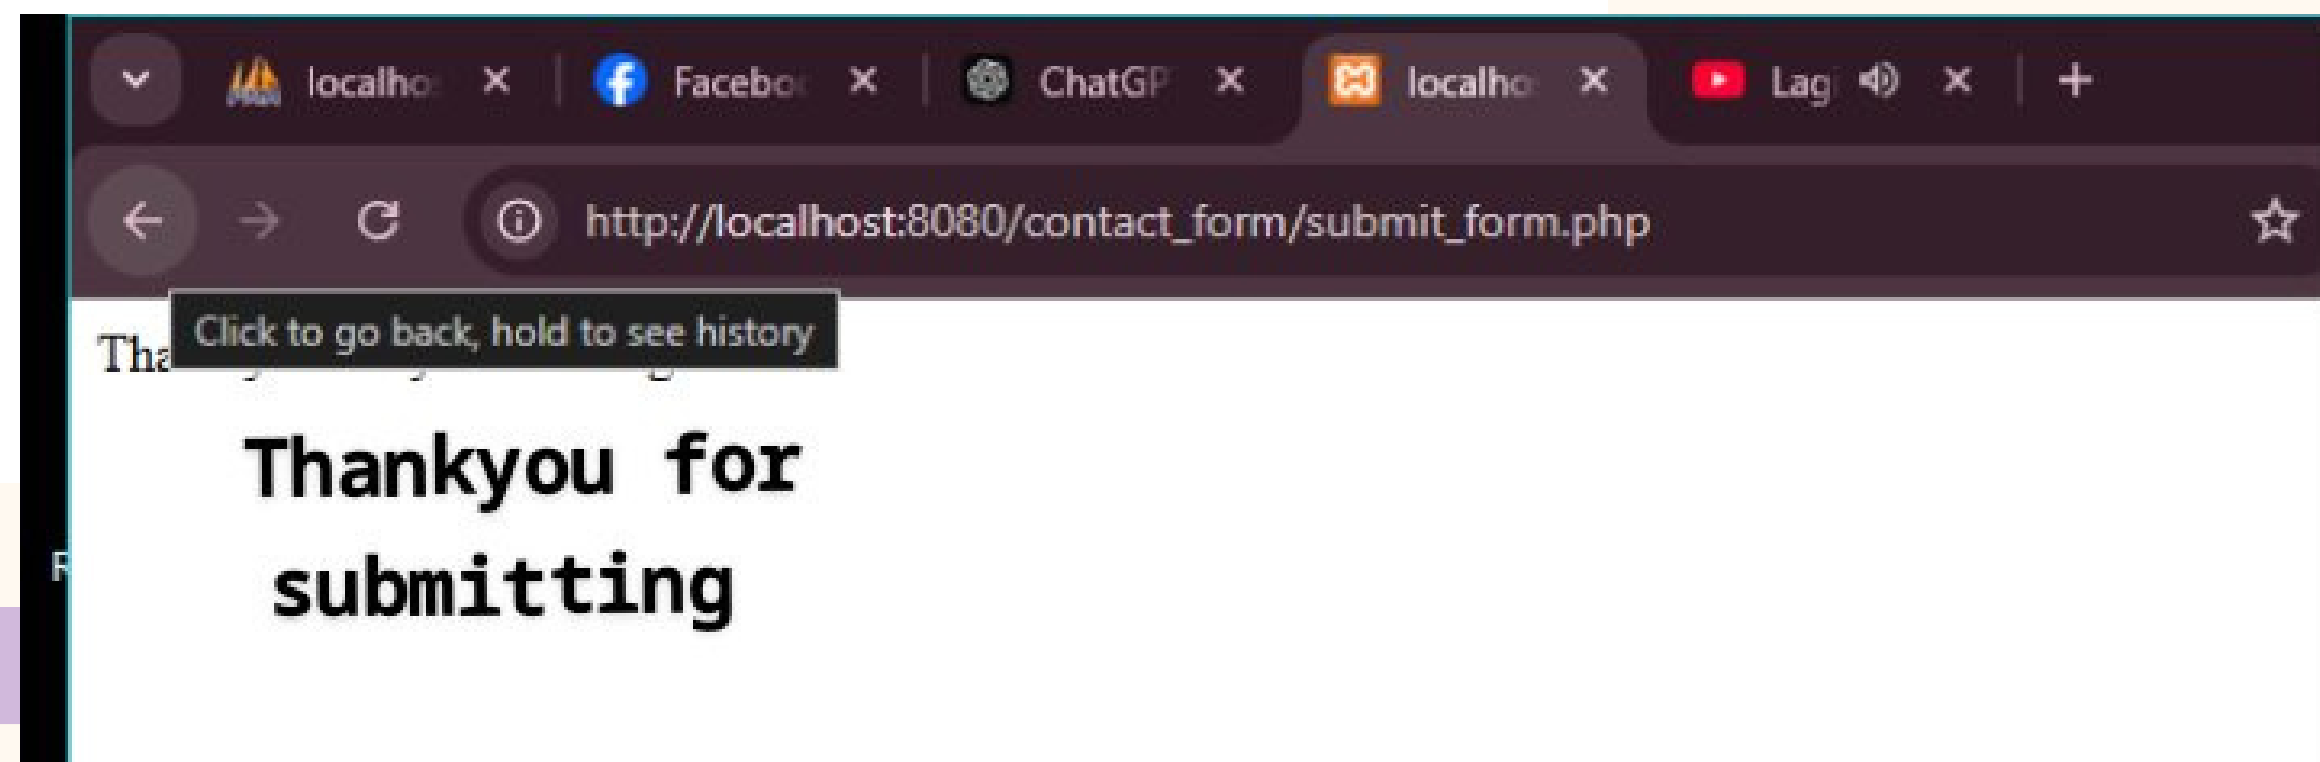 localho
Facebo
ChatGP
localho
Lag
http://localhost:8080/contact_form/submit_form.php
Click to go back, hold to see history
Tha
Thankyou for
submitting